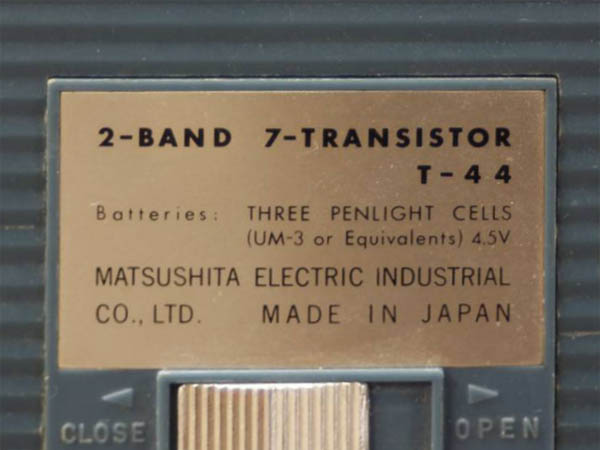 2-BAND 7-TRANSISTOR
T-44
Batteries: THREE PENLIGHT CELLS
(UM-3 or Equivalents) 4.5V
MATSUSHITA ELECTRIC INDUSTRIAL
CO., LTD. MADE IN JAPAN
CLOSE OPEN